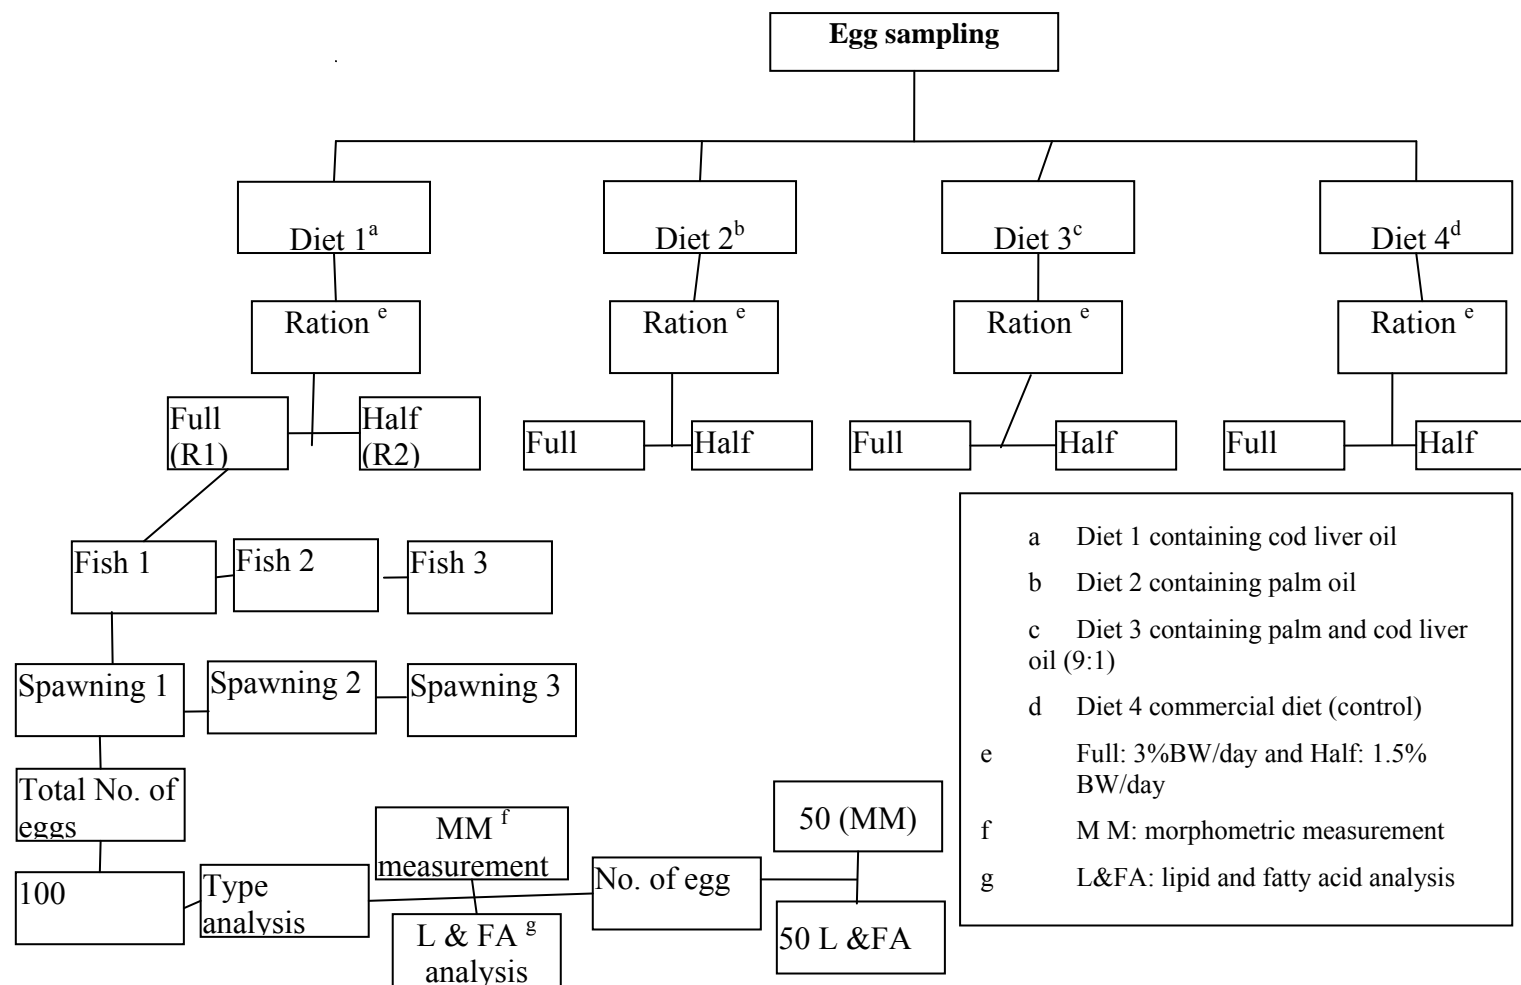 Egg sampling
Diet 1a
Diet 2b
Diet 3c
Diet 4d
Ration e
Ration e
Ration e
Ration e
Full
(R1)
Half
(R2)
Full
Half
Full
Half
Full
Half
Fish 1
Fish 2
Fish 3
Spawning 1
Spawning 2
Spawning 3
Total No. of
eggs
100
Type
analysis
MM f
measurement
L & FA g
analysis
No. of egg
50 (MM)
50 L &FA
a Diet 1 containing cod liver oil
b Diet 2 containing palm oil
c Diet 3 containing palm and cod liver
oil (9:1)
d Diet 4 commercial diet (control)
e Full: 3%BW/day and Half: 1.5%
BW/day
f M M: morphometric measurement
g L&FA: lipid and fatty acid analysis